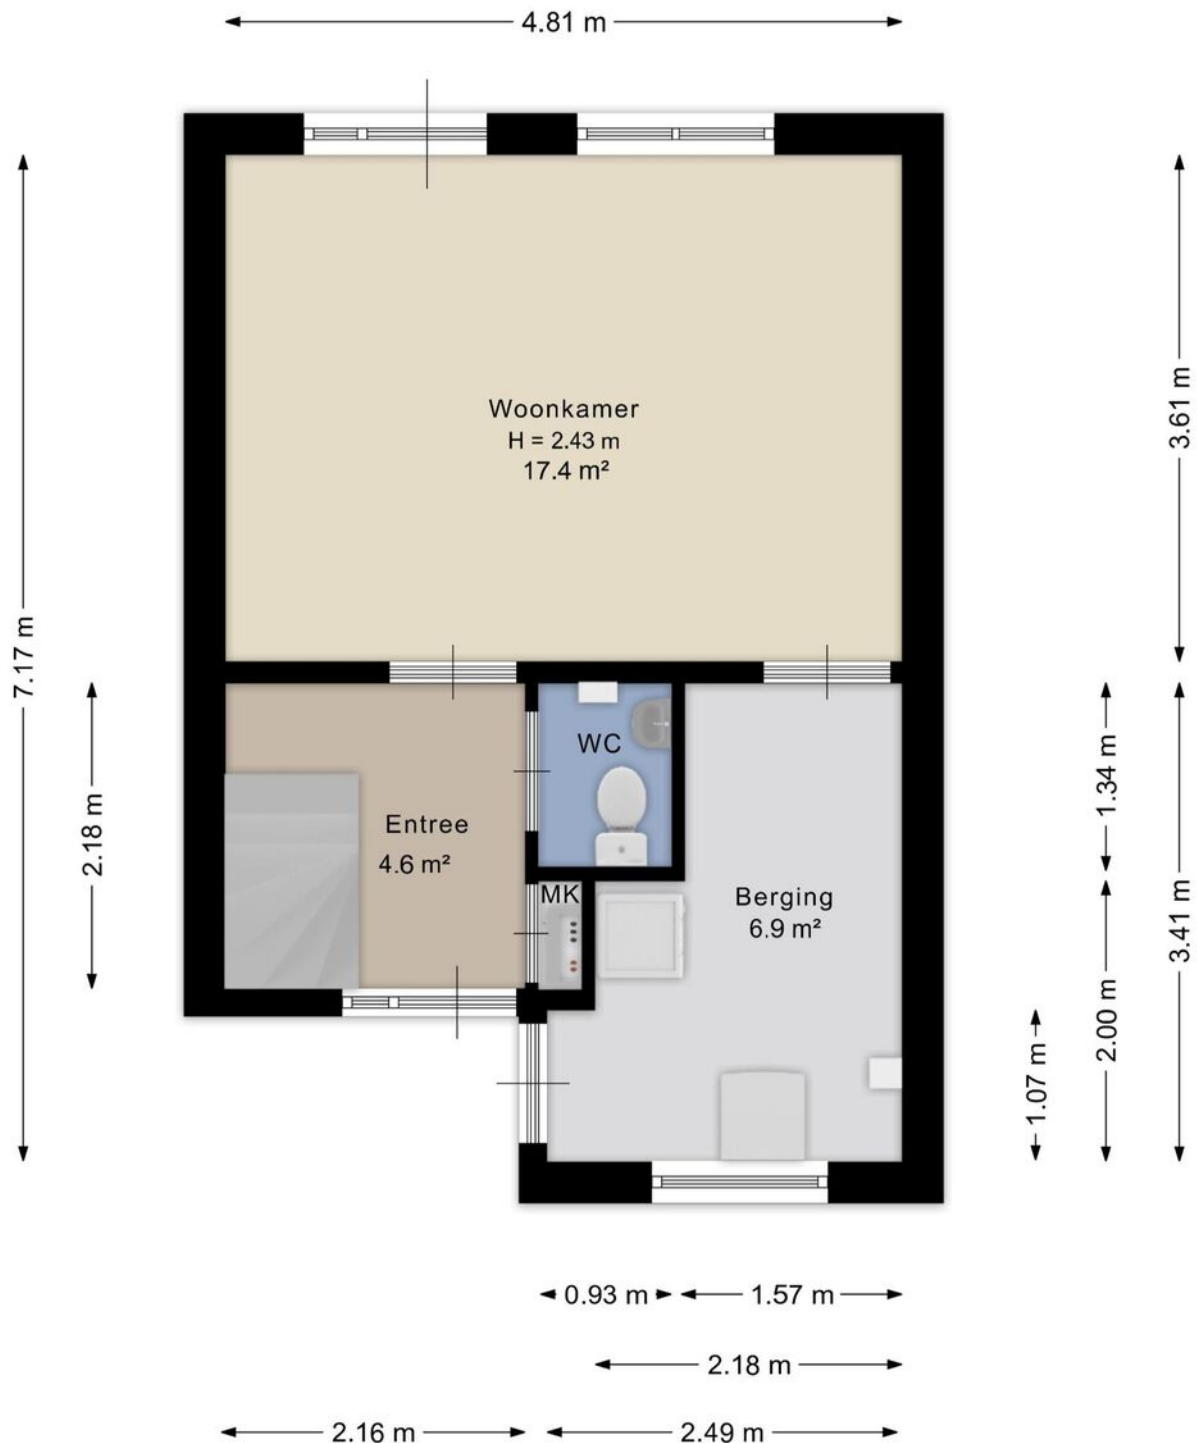 4.81 m
Woonkamer
H = 2.43 m
17.4 m²
3.61 m
7.17 m
WC
1.34 m
2.18 m
Entree
4.6 m²
MK
Berging
6.9 m²
3.41 m
2.00 m
1.07 m
0.93 m
1.57 m
2.18 m
2.16 m
2.49 m